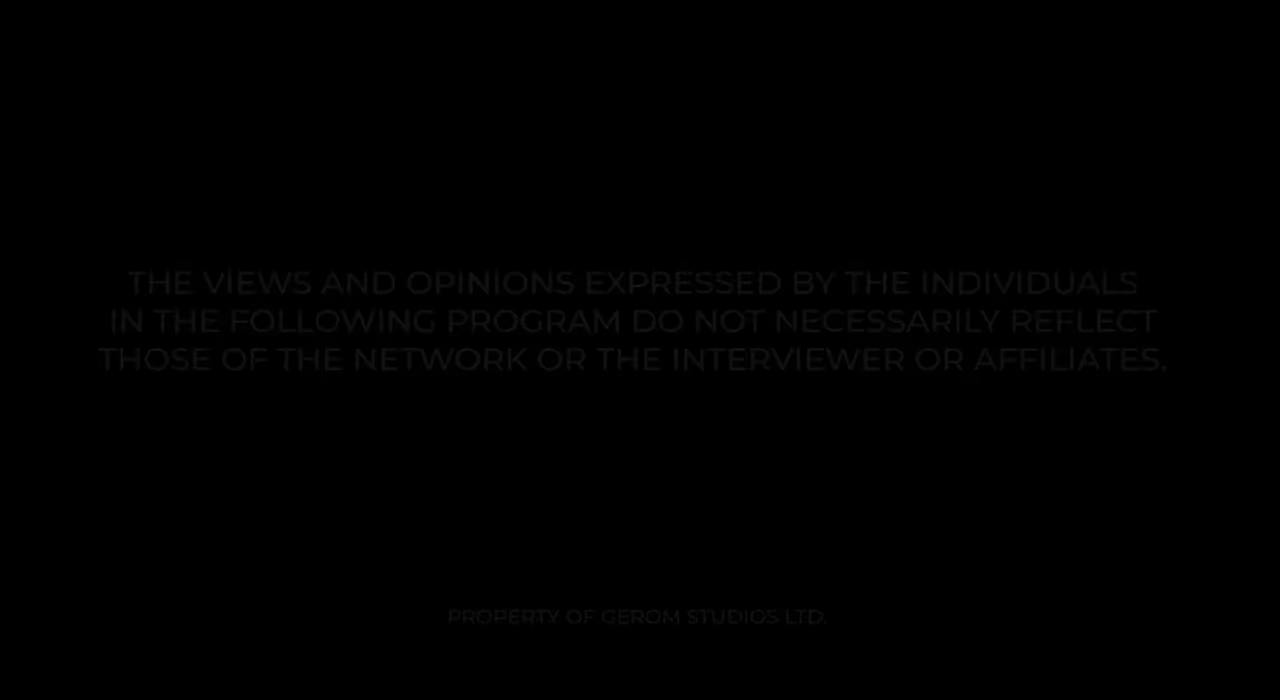 THE VIEWS AND OPINIONS EXPRESSED BY THE INDIVIDUALS
IN THE FOLLOWING PROGRAM DO NOT NECESSARILY REFLECT
THOSE OF THE NETWORK OR THE INTERVIEWER OR AFFILIATES.
PROPERTY OF GEROM STUDIOS LTD.